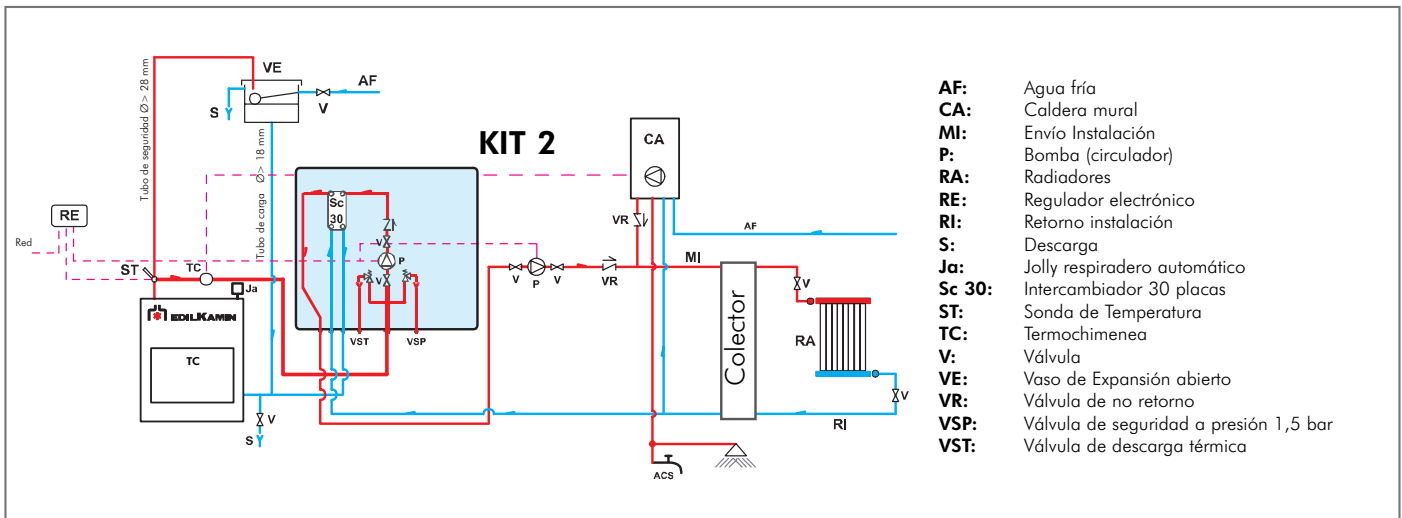 KIT 2
Tubo de seguridad Ø> 28 mm
VE
AF
S
V
Tubo de carga Ø> 18 mm
RE
Red
ST
TC
Ja
EDILKAMIN
TC
V
S
Sc
30
V
P
V
VST
VSP
CA
VR
AF
V
P
V
VR
MI
Colector
V
RA
V
RI
ACS
AF: Agua fría
CA: Caldera mural
MI: Envío Instalación
P: Bomba (circulador)
RA: Radiadores
RE: Regulador electrónico
RI: Retorno instalación
S: Descarga
Ja: Jolly respiradero automático
Sc 30: Intercambiador 30 placas
ST: Sonda de Temperatura
TC: Termochimenea
V: Válvula
VE: Vaso de Expansión abierto
VR: Válvula de no retorno
VSP: Válvula de seguridad a presión 1,5 bar
VST: Válvula de descarga térmica